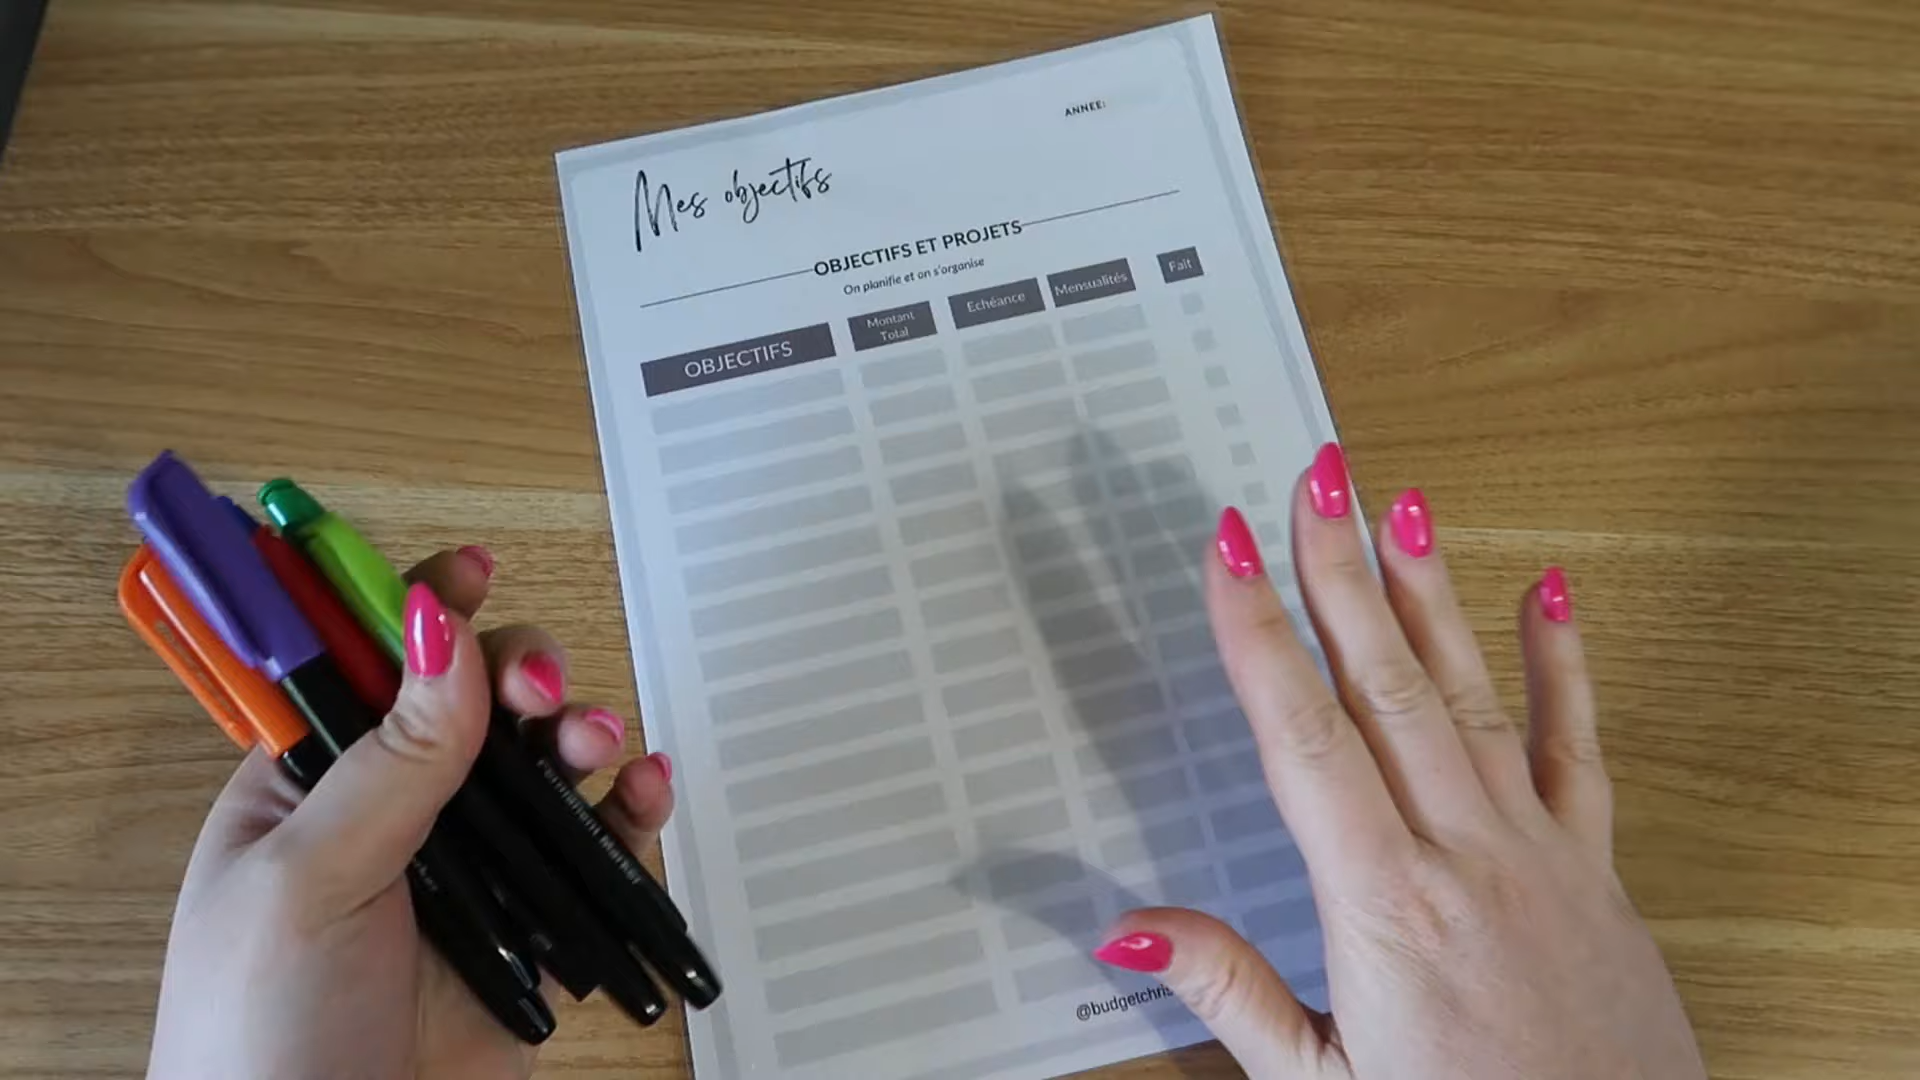 ANNEE:
Mes objectifs
OBJECTIFS ET PROJETS
On planifie et on s'organise
OBJECTIFS
Montant
Total
Echéance
Mensualités
Fait
Permanent Marker